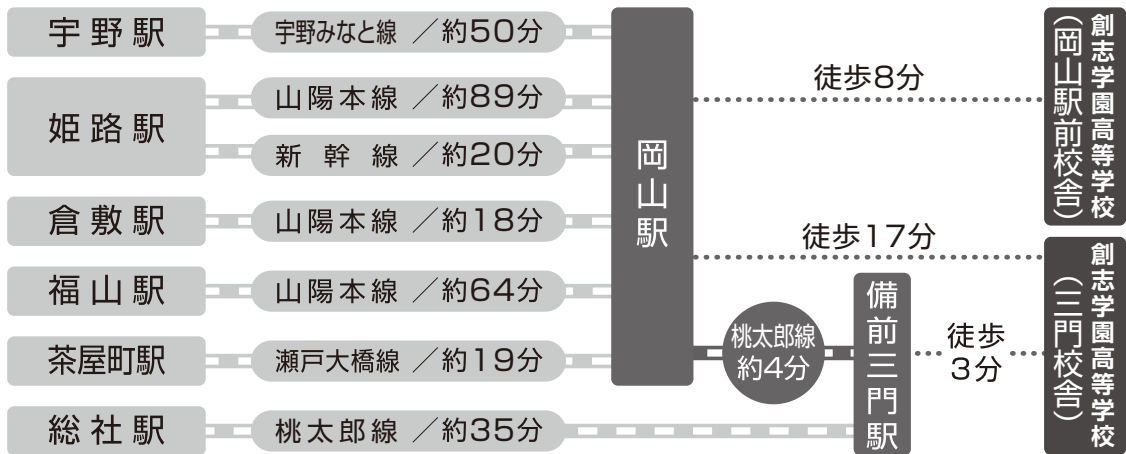 宇野駅
宇野みなと線 ／約50分
姫路駅
山陽本線 ／約89分
新幹線 ／約20分
倉敷駅
山陽本線 ／約18分
福山駅
山陽本線 ／約64分
茶屋町駅
瀬戸大橋線 ／約19分
総社駅
桃太郎線 ／約35分
岡山駅
徒歩8分
創志学園高等学校
（岡山駅前校舎）
徒歩17分
桃太郎線
約4分
備前三門駅
徒歩
3分
創志学園高等学校
（三門校舎）